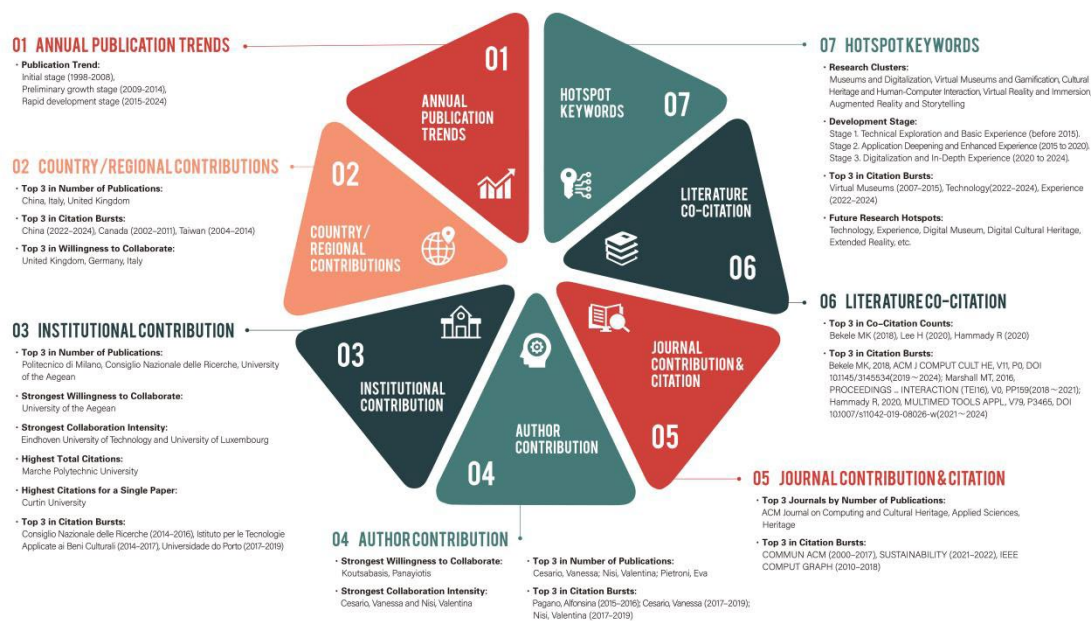 01 ANNUAL PUBLICATION TRENDS
· Publication Trend:
Initial stage (1998-2008),
Preliminary growth stage (2009-2014),
Rapid development stage (2015-2024)
02 COUNTRY/REGIONAL CONTRIBUTIONS
· Top 3 in Number of Publications:
China, Italy, United Kingdom
· Top 3 in Citation Bursts:
China (2022–2024), Canada (2002–2011), Taiwan (2004–2014)
· Top 3 in Willingness to Collaborate:
United Kingdom, Germany, Italy
03 INSTITUTIONAL CONTRIBUTION
· Top 3 in Number of Publications:
Politecnico di Milano, Consiglio Nazionale delle Ricerche, University
of the Aegean
· Strongest Willingness to Collaborate:
University of the Aegean
· Strongest Collaboration Intensity:
Eindhoven University of Technology and University of Luxembourg
· Highest Total Citations:
Marche Polytechnic University
· Highest Citations for a Single Paper:
Curtin University
· Top 3 in Citation Bursts:
Consiglio Nazionale delle Ricerche (2014–2016), Istituto per le Tecnologie
Applicate ai Beni Culturali (2014–2017), Universidade do Porto (2017–2019)
01
ANNUAL
PUBLICATION
TRENDS
02
COUNTRY/
REGIONAL
CONTRIBUTIONS
03
INSTITUTIONAL
CONTRIBUTION
04
AUTHOR
CONTRIBUTION
05
JOURNAL
CONTRIBUTION &
CITATION
06
LITERATURE
CO-CITATION
07
HOTSPOT
KEYWORDS
04 AUTHOR CONTRIBUTION
· Strongest Willingness to Collaborate:
Koutsabasis, Panayiotis
· Strongest Collaboration Intensity:
Cesario, Vanessa and Nisi, Valentina
· Top 3 in Number of Publications:
Cesario, Vanessa; Nisi, Valentina; Pietroni, Eva
· Top 3 in Citation Bursts:
Pagano, Alfonsina (2015–2016); Cesario, Vanessa (2017–2019);
Nisi, Valentina (2017–2019)
07 HOTSPOT KEYWORDS
· Research Clusters:
Museums and Digitalization, Virtual Museums and Gamification, Cultural
Heritage and Human-Computer Interaction, Virtual Reality and Immersion,
Augmented Reality and Storytelling
· Development Stage:
Stage 1. Technical Exploration and Basic Experience (before 2015).
Stage 2. Application Deepening and Enhanced Experience (2015 to 2020).
Stage 3. Digitalization and In-Depth Experience (2020 to 2024).
· Top 3 in Citation Bursts:
Virtual Museums (2007–2015), Technology(2022–2024), Experience
(2022–2024)
· Future Research Hotspots:
Technology, Experience, Digital Museum, Digital Cultural Heritage,
Extended Reality, etc.
06 LITERATURE CO-CITATION
· Top 3 in Co-Citation Counts:
Bekele MK (2018), Lee H (2020), Hammady R (2020)
· Top 3 in Citation Bursts:
Bekele MK, 2018, ACM J COMPUT CULT HE, V11, P0, DOI
10.1145/3145534(2019～2024); Marshall MT, 2016,
PROCEEDINGS .. INTERACTION (TEI16), V0, PP159(2018～2021);
Hammady R, 2020, MULTIMED TOOLS APPL, V79, P3465, DOI
10.1007/s11042-019-08026-w(2021～2024)
05 JOURNAL CONTRIBUTION & CITATION
· Top 3 Journals by Number of Publications:
ACM Journal on Computing and Cultural Heritage, Applied Sciences,
Heritage
· Top 3 in Citation Bursts:
COMMUN ACM (2000–2017), SUSTAINABILITY (2021–2022), IEEE
COMPUT GRAPH (2010–2018)